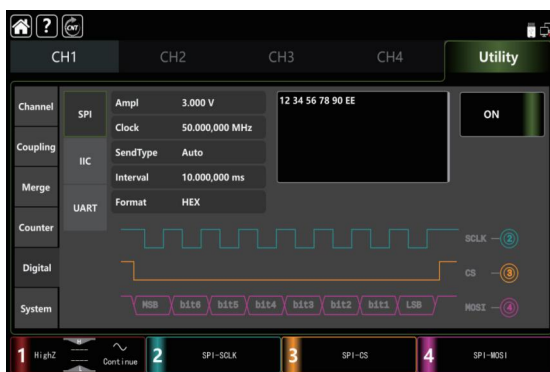 ? CNT
CH1 CH2 CH3 CH4 Utility
Channel
Coupling
Merge
Counter
Digital
System
SPI
IIC
UART
Ampl 3.000 V
Clock 50.000,000 MHz
SendType Auto
Interval 10.000,000 ms
Format HEX
12 34 56 78 90 EE
ON
SCLK 2
CS 3
MSB bit6 bit5 bit4 bit3 bit2 bit1 LSB MOSI 4
1 HighZ H L Continue 2 SPI-SCLK 3 SPI-CS 4 SPI-MOSI